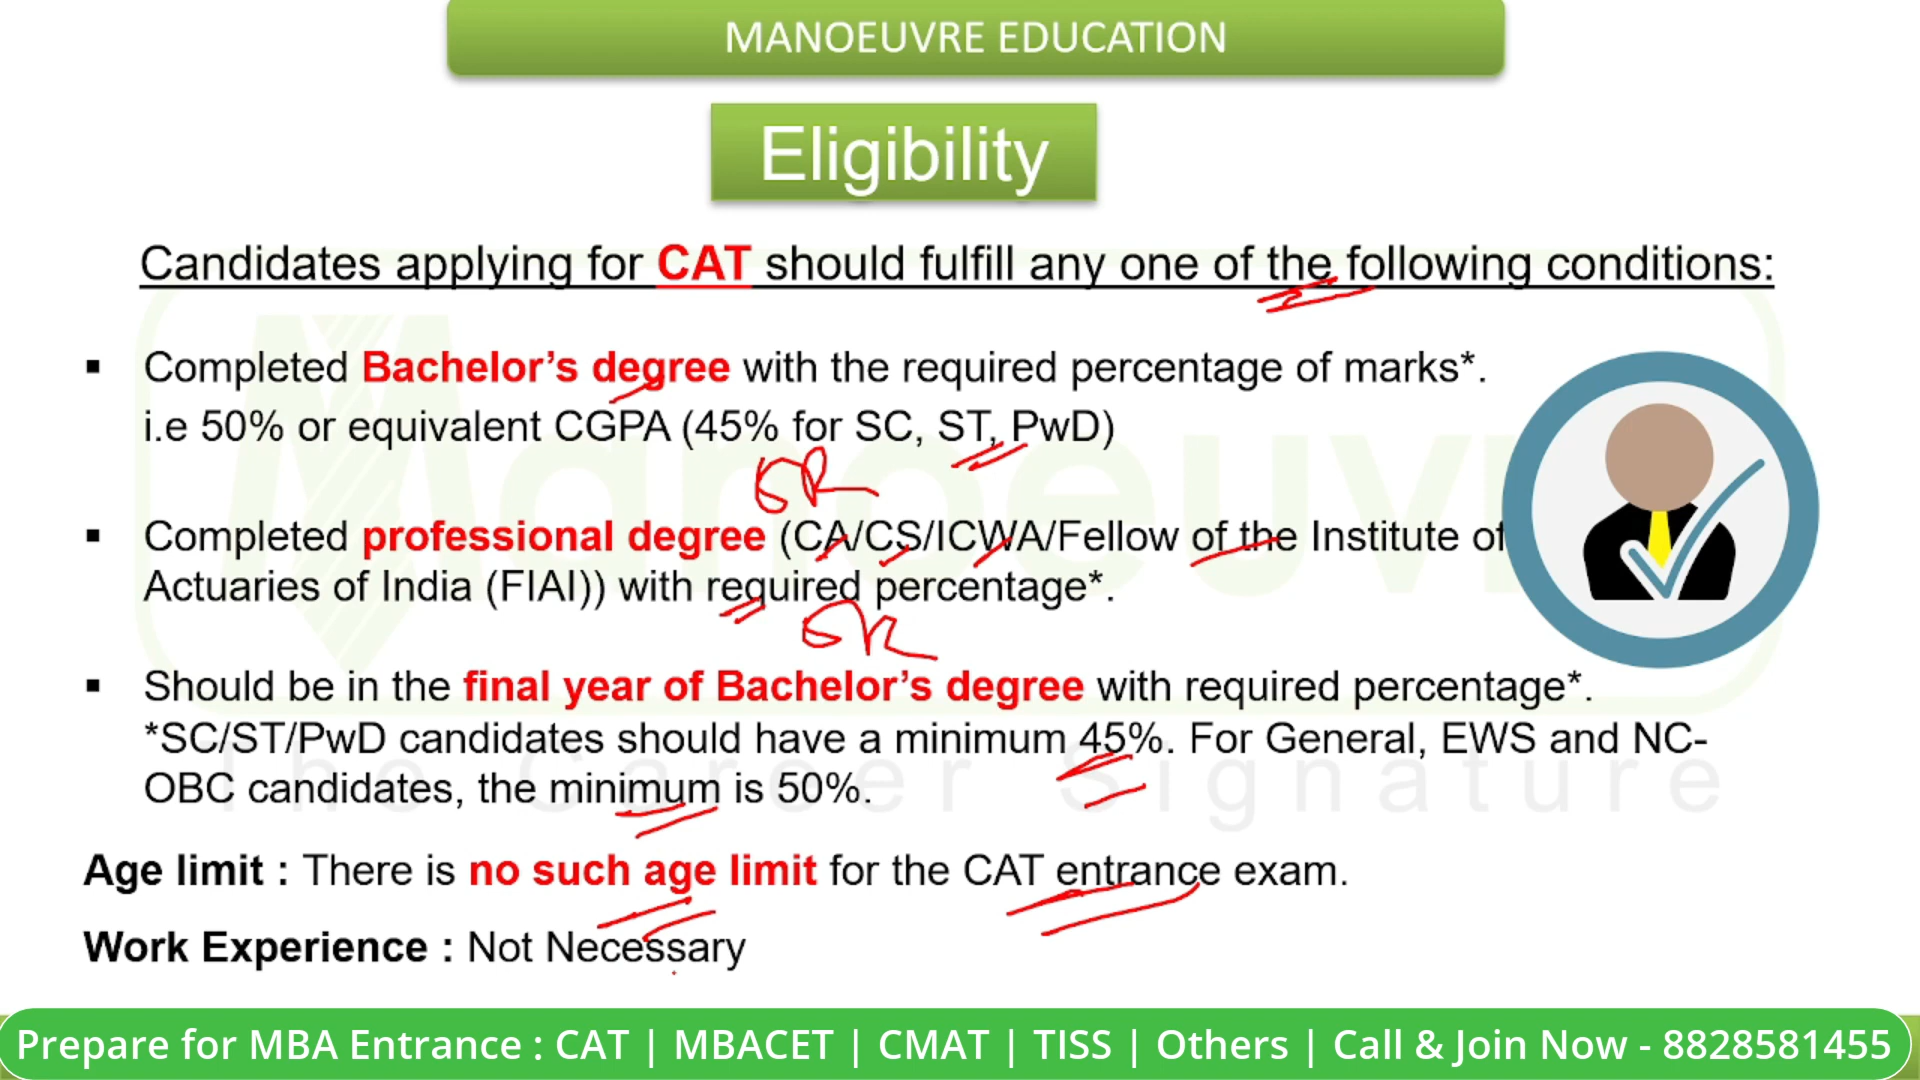 MANOEUVRE EDUCATION
Eligibility
Candidates applying for CAT should fulfill any one of the following conditions:
▪ Completed Bachelor’s degree with the required percentage of marks*.
i.e 50% or equivalent CGPA (45% for SC, ST, PwD)
OR
▪ Completed professional degree (CA/CS/ICWA/Fellow of the Institute of
Actuaries of India (FIAI)) with required percentage*.
OR
▪ Should be in the final year of Bachelor’s degree with required percentage*.
*SC/ST/PwD candidates should have a minimum 45%. For General, EWS and NC-
OBC candidates, the minimum is 50%.
The Career Signature
Age limit : There is no such age limit for the CAT entrance exam.
Work Experience : Not Necessary
Prepare for MBA Entrance : CAT | MBACET | CMAT | TISS | Others | Call & Join Now - 8828581455